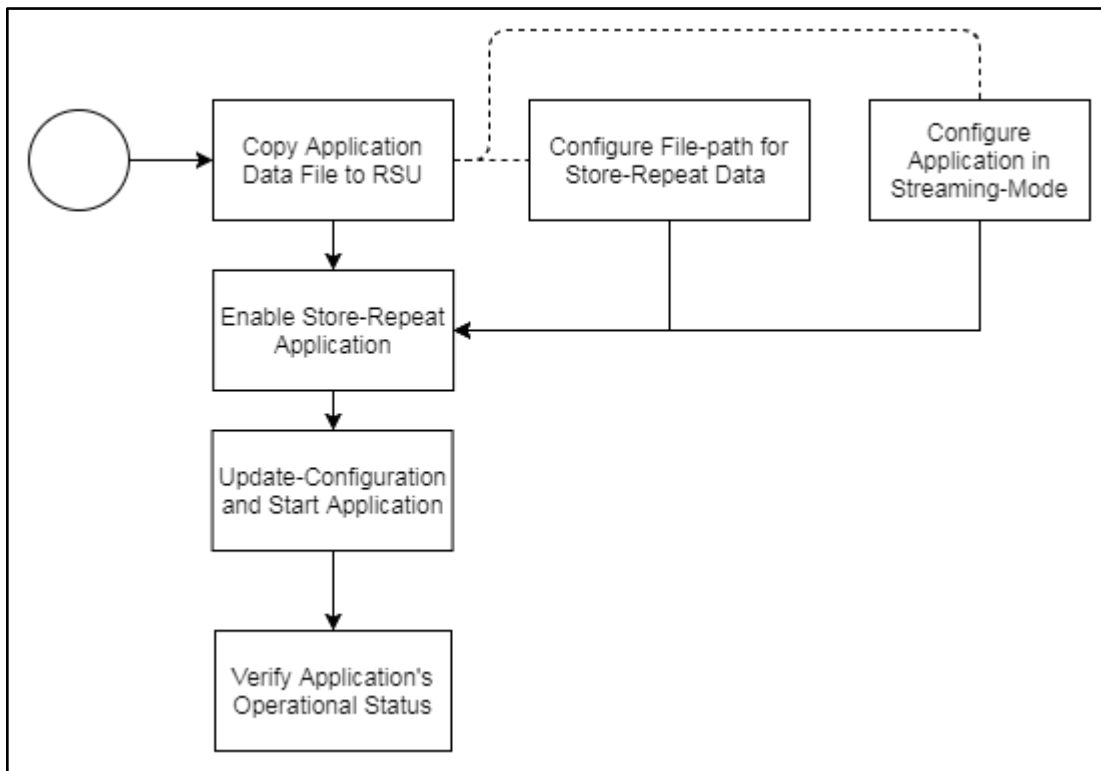 Copy Application
Data File to RSU
Configure File-path for
Store-Repeat Data
Configure
Application in
Streaming-Mode
Enable Store-Repeat
Application
Update-Configuration
and Start Application
Verify Application's
Operational Status